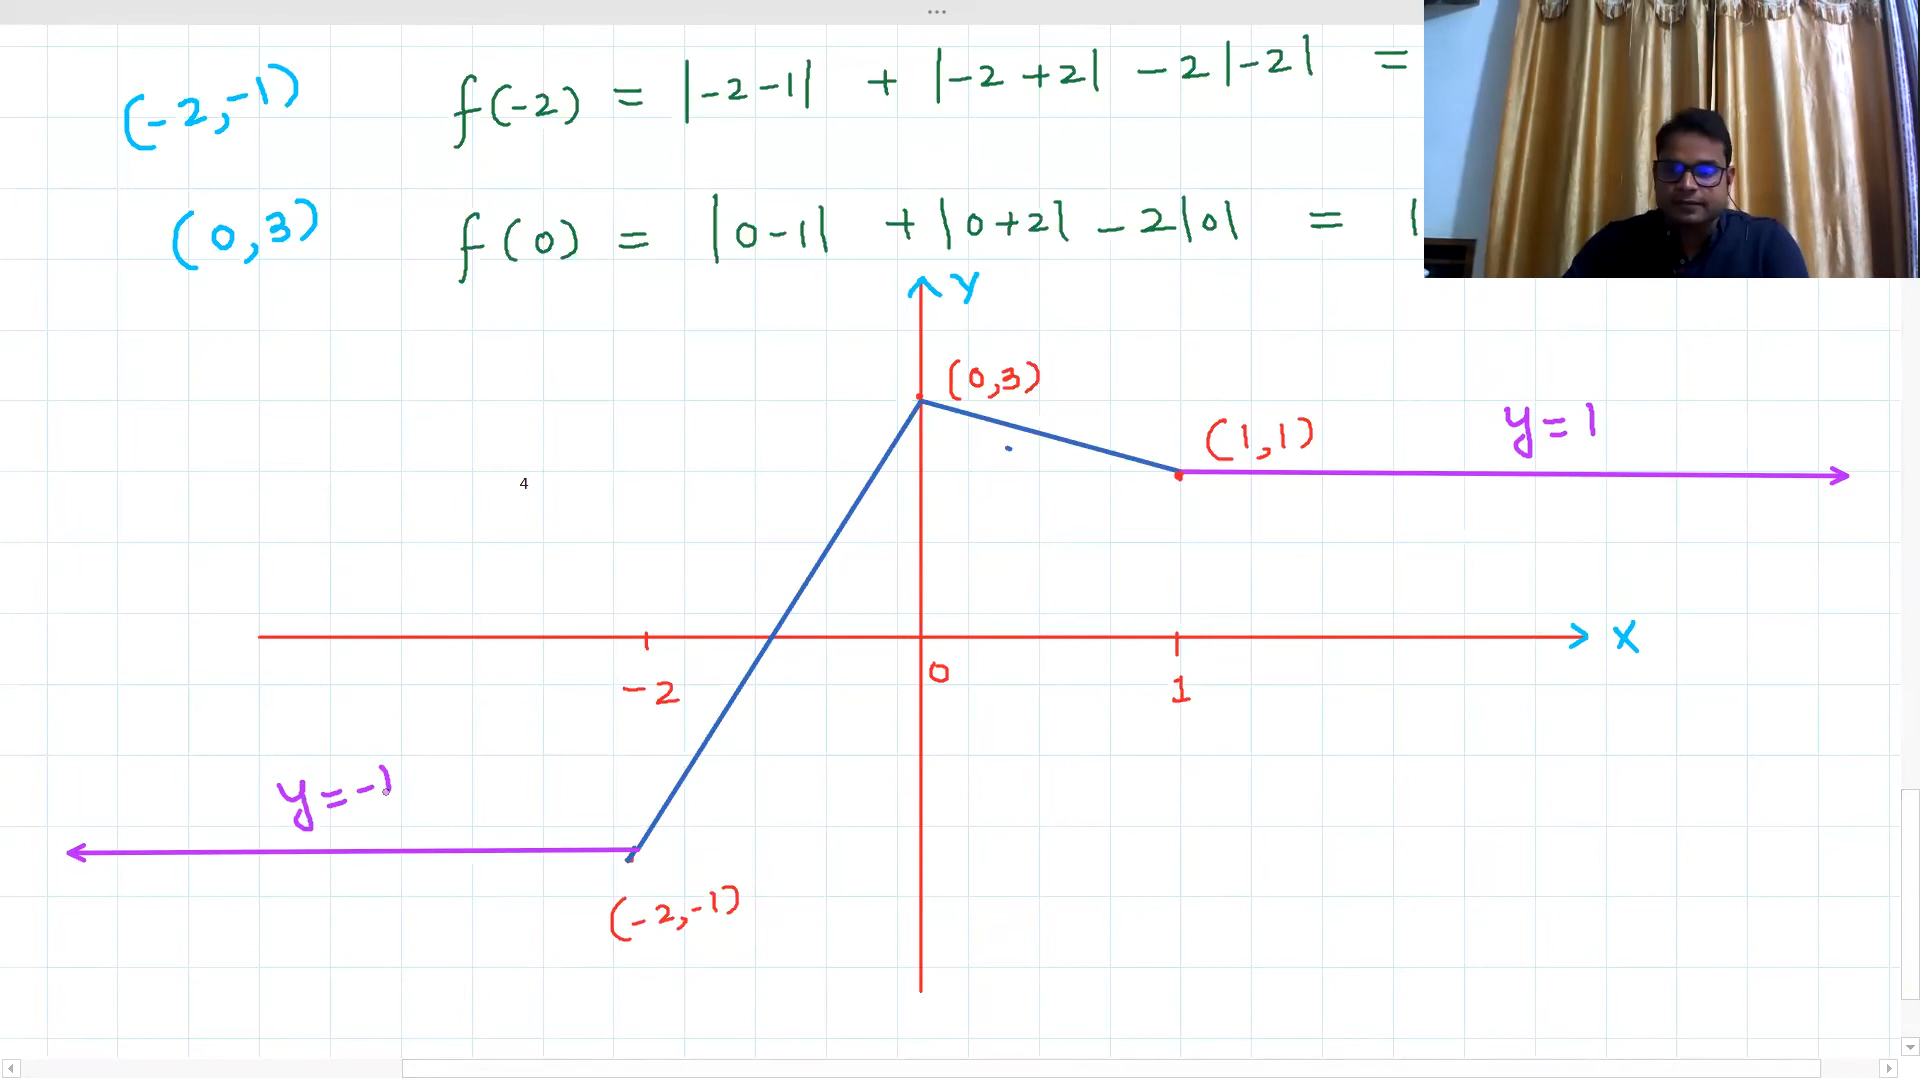 (-2,-1) f(-2) = |-2-1| + |-2+2| -2|-2| =
(0,3) f(0) = |0-1| + |0+2| -2|0| = |
Y
(0,3)
(1,1) y=1
4
X
-2 0 1
y=-1
(-2,-1)